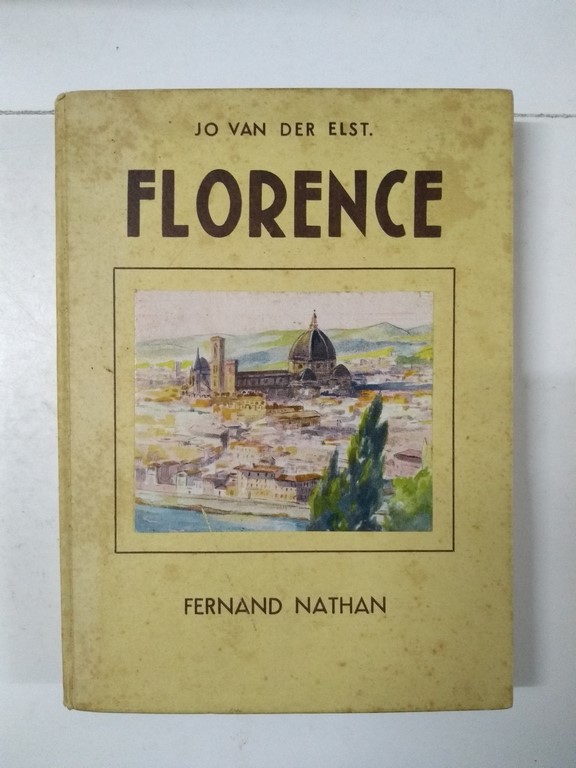 JO VAN DER ELST.
FLORENCE
FERNAND NATHAN